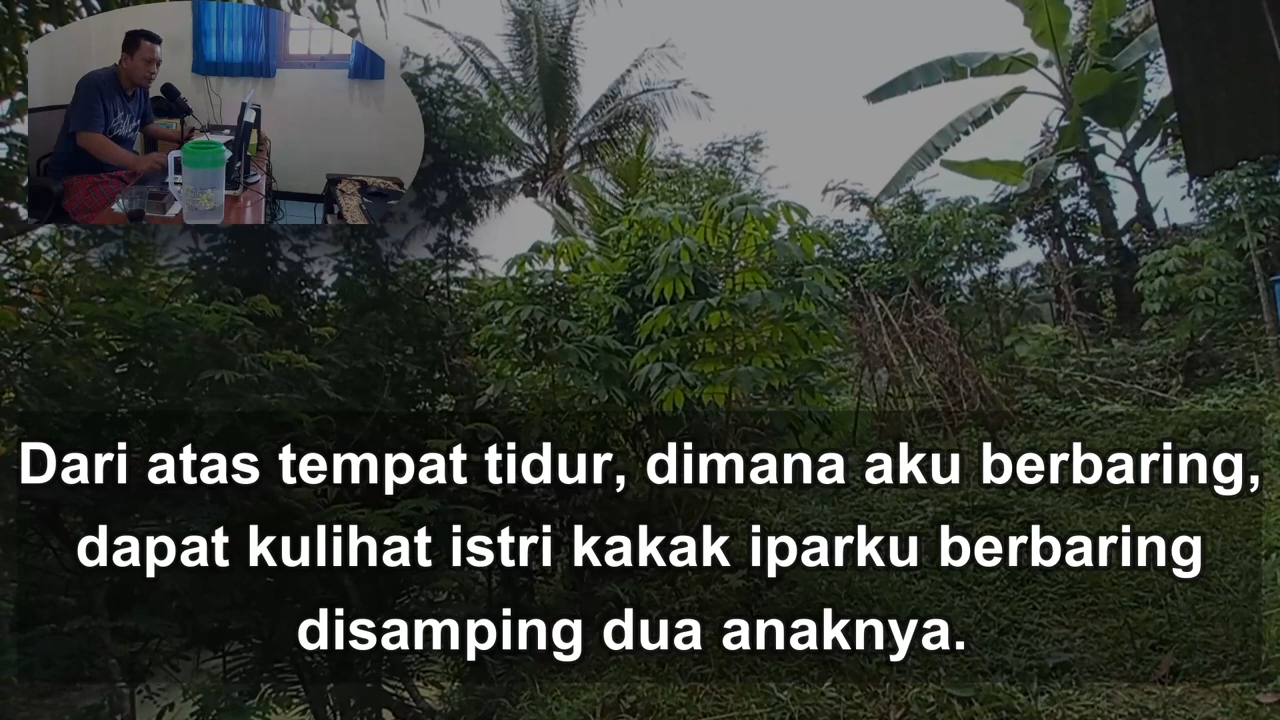 Dari atas tempat tidur, dimana aku berbaring,
dapat kulihat istri kakak iparku berbaring
disamping dua anaknya.